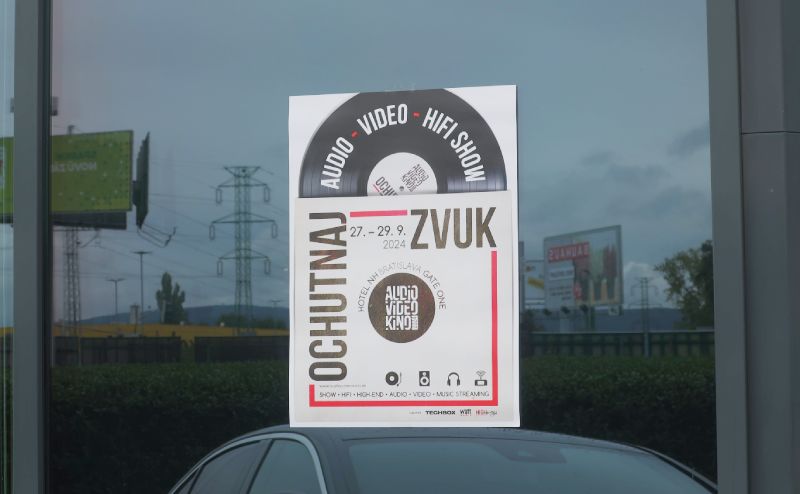 AUDIO - VIDEO - HIFI SHOW
OCHUTNAJ
27. - 29. 9.
2024
ZVUK
HOTEL NH BRATISLAVA GATE ONE
AUDIO
VIDEO
KINO
SHOW • HIFI • HIGH-END • AUDIO • VIDEO • MUSIC STREAMING
TECHBOX